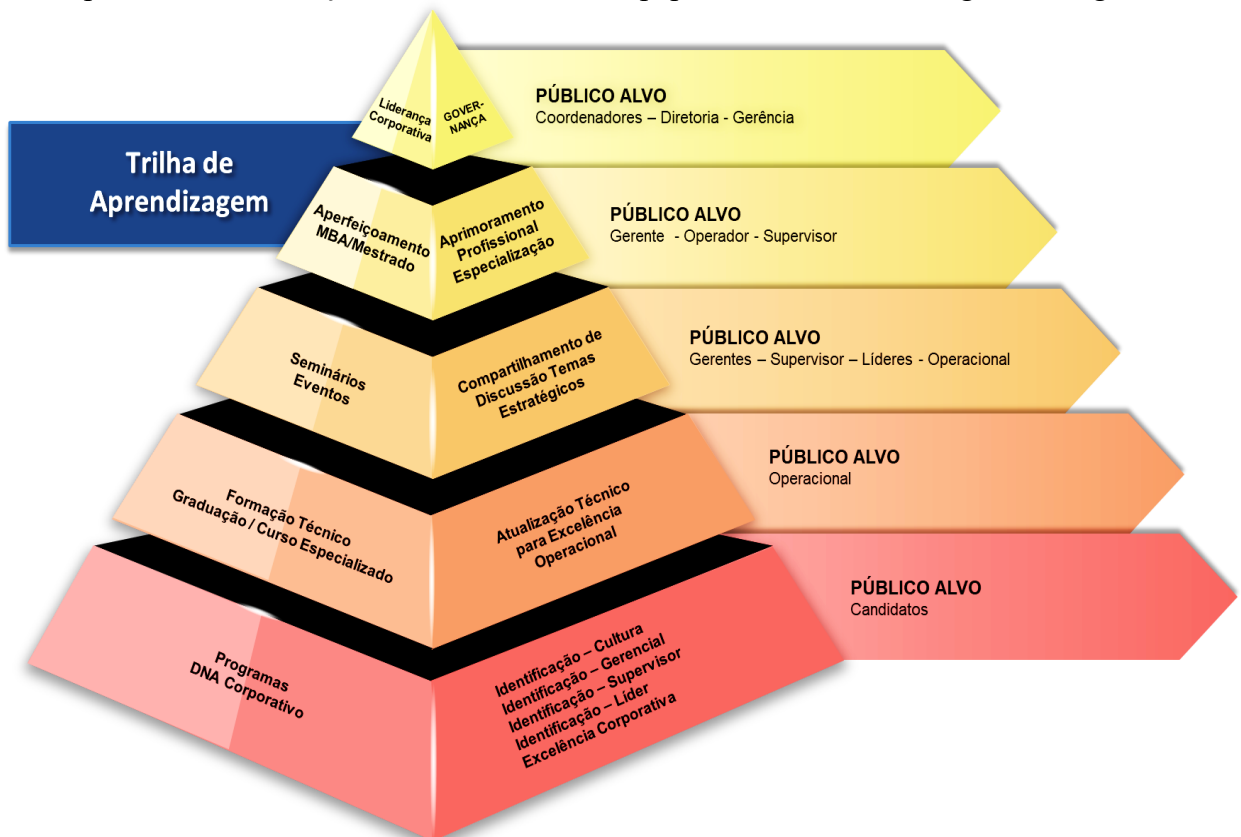 Liderança
Corporativa
GOVER-
NANÇA
PÚBLICO ALVO
Coordenadores – Diretoria - Gerência
Trilha de
Aprendizagem
Aperfeiçoamento
MBA/Mestrado
Aprimoramento
Profissional
Especialização
PÚBLICO ALVO
Gerente - Operador - Supervisor
Seminários
Eventos
Compartilhamento de
Discussão Temas
Estratégicos
PÚBLICO ALVO
Gerentes – Supervisor – Líderes - Operacional
Formação Técnico
Graduação / Curso Especializado
Atualização Técnico
para Excelência
Operacional
PÚBLICO ALVO
Operacional
Programas
DNA Corporativo
Identificação – Cultura
Identificação – Gerencial
Identificação – Supervisor
Identificação – Líder
Excelência Corporativa
PÚBLICO ALVO
Candidatos